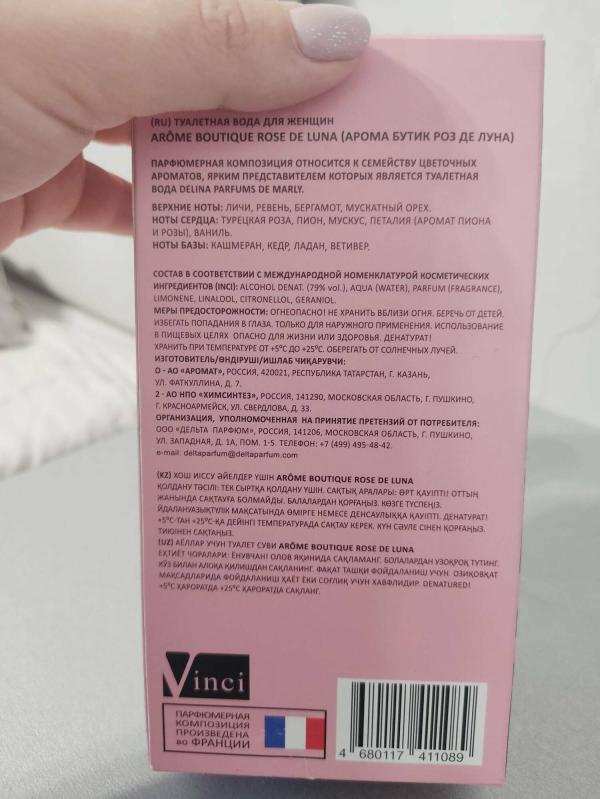 (RU) ТУАЛЕТНАЯ ВОДА ДЛЯ ЖЕНЩИН
ARÔME BOUTIQUE ROSE DE LUNA (АРОМА БУТИК РОЗ ДЕ ЛУНА)
ПАРФЮМЕРНАЯ КОМПОЗИЦИЯ ОТНОСИТСЯ К СЕМЕЙСТВУ ЦВЕТОЧНЫХ
АРОМАТОВ, ЯРКИМ ПРЕДСТАВИТЕЛЕМ КОТОРЫХ ЯВЛЯЕТСЯ ТУАЛЕТНАЯ
ВОДА DELINA PARFUMS DE MARLY.
ВЕРХНИЕ НОТЫ: ЛИЧИ, РЕВЕНЬ, БЕРГАМОТ, МУСКАТНЫЙ ОРЕХ.
НОТЫ СЕРДЦА: ТУРЕЦКАЯ РОЗА, ПИОН, МУСКУС, ПЕТАЛИЯ (АРОМАТ ПИОНА
И РОЗЫ), ВАНИЛЬ.
НОТЫ БАЗЫ: КАШМЕРАН, КЕДР, ЛАДАН, ВЕТИВЕР.
СОСТАВ В СООТВЕТСТВИИ С МЕЖДУНАРОДНОЙ НОМЕНКЛАТУРОЙ КОСМЕТИЧЕСКИХ
ИНГРЕДИЕНТОВ (INCI): ALCOHOL DENAT. (79% vol.), AQUA (WATER), PARFUM (FRAGRANCE),
LIMONENE, LINALOOL, CITRONELLOL, GERANIOL.
МЕРЫ ПРЕДОСТОРОЖНОСТИ: ОГНЕОПАСНО! НЕ ХРАНИТЬ ВБЛИЗИ ОГНЯ. БЕРЕЧЬ ОТ ДЕТЕЙ.
ИЗБЕГАТЬ ПОПАДАНИЯ В ГЛАЗА. ТОЛЬКО ДЛЯ НАРУЖНОГО ПРИМЕНЕНИЯ. ИСПОЛЬЗОВАНИЕ
В ПИЩЕВЫХ ЦЕЛЯХ ОПАСНО ДЛЯ ЖИЗНИ ИЛИ ЗДОРОВЬЯ. ДЕНАТУРАТ!
ХРАНИТЬ ПРИ ТЕМПЕРАТУРЕ ОТ +5°С ДО +25°С. ОБЕРЕГАТЬ ОТ СОЛНЕЧНЫХ ЛУЧЕЙ.
ИЗГОТОВИТЕЛЬ/ӨНДІРУШІ/ИШЛАБ ЧИҚАРУВЧИ:
О - АО «АРОМАТ», РОССИЯ, 420021, РЕСПУБЛИКА ТАТАРСТАН, Г. КАЗАНЬ,
УЛ. ФАТКУЛЛИНА, Д. 7.
2 - АО НПО «ХИМСИНТЕЗ», РОССИЯ, 141290, МОСКОВСКАЯ ОБЛАСТЬ, Г. ПУШКИНО,
Г. КРАСНОАРМЕЙСК, УЛ. СВЕРДЛОВА, Д. 33.
ОРГАНИЗАЦИЯ, УПОЛНОМОЧЕННАЯ НА ПРИНЯТИЕ ПРЕТЕНЗИЙ ОТ ПОТРЕБИТЕЛЯ:
ООО «ДЕЛЬТА ПАРФЮМ», РОССИЯ, 141206, МОСКОВСКАЯ ОБЛАСТЬ, Г. ПУШКИНО,
УЛ. ЗАПАДНАЯ, Д. 1А, ПОМ. 1-5. ТЕЛЕФОН: +7 (499) 495-48-42.
e-mail: deltaparfum@deltaparfum.com
(KZ) ХОШ ИІССУ ӘЙЕЛДЕР ҮШІН ARÔME BOUTIQUE ROSE DE LUNA
ҚОЛДАНУ ТӘСІЛІ: ТЕК СЫРТҚА ҚОЛДАНУ ҮШІН. САҚТЫҚ АРАЛАРЫ: ӨРТ ҚАУІПТІ! ОТТЫҢ
ЖАНЫНДА САҚТАУҒА БОЛМАЙДЫ. БАЛАЛАРДАН ҚОРҒАҢЫЗ. КӨЗГЕ ТҮСПЕҢІЗ.
ЙДАЛАНУАЗЫҚТҮЛІК МАҚСАТЫНДА ӨМІРГЕ НЕМЕСЕ ДЕНСАУЛЫҚҚА ҚАУІПТІ. ДЕНАТУРАТ!
+5°С-ТАН +25°С-ҚА ДЕЙІНГІ ТЕМПЕРАТУРАДА САҚТАУ КЕРЕК. КҮН СӘУЛЕ СІНЕН ҚОРҒАҢЫЗ.
ТИЮІНЕН САҚТАҢЫЗ.
(UZ) АЁЛЛАР УЧУН ТУАЛЕТ СУВИ ARÔME BOUTIQUE ROSE DE LUNA
ЕҲТИЁТ ЧОРАЛАРИ: ЁНУВЧАН! ОЛОВ ЯҚИНИДА САҚЛАМАНГ. БОЛАЛАРДАН УЗОҚРОҚ ТУТИНГ.
КЎЗ БИЛАН АЛОҚА ҚИЛИШДАН САҚЛАНИНГ. ФАҚАТ ТАШҚИ ФОЙДАЛАНИШ УЧУН. ОЗИҚОВҚАТ
МАҚСАДЛАРИДА ФОЙДАЛАНИШ ҲАЁТ ЁКИ СОҒЛИҚ УЧУН ХАВФЛИДИР. DENATURED!
+5°С ҲАРОРАТДА +25°С ҲАРОРАТДА САҚЛАНГ.
Vinci
ПАРФЮМЕРНАЯ
КОМПОЗИЦИЯ
ПРОИЗВЕДЕНА
во ФРАНЦИИ
4 680117 411089